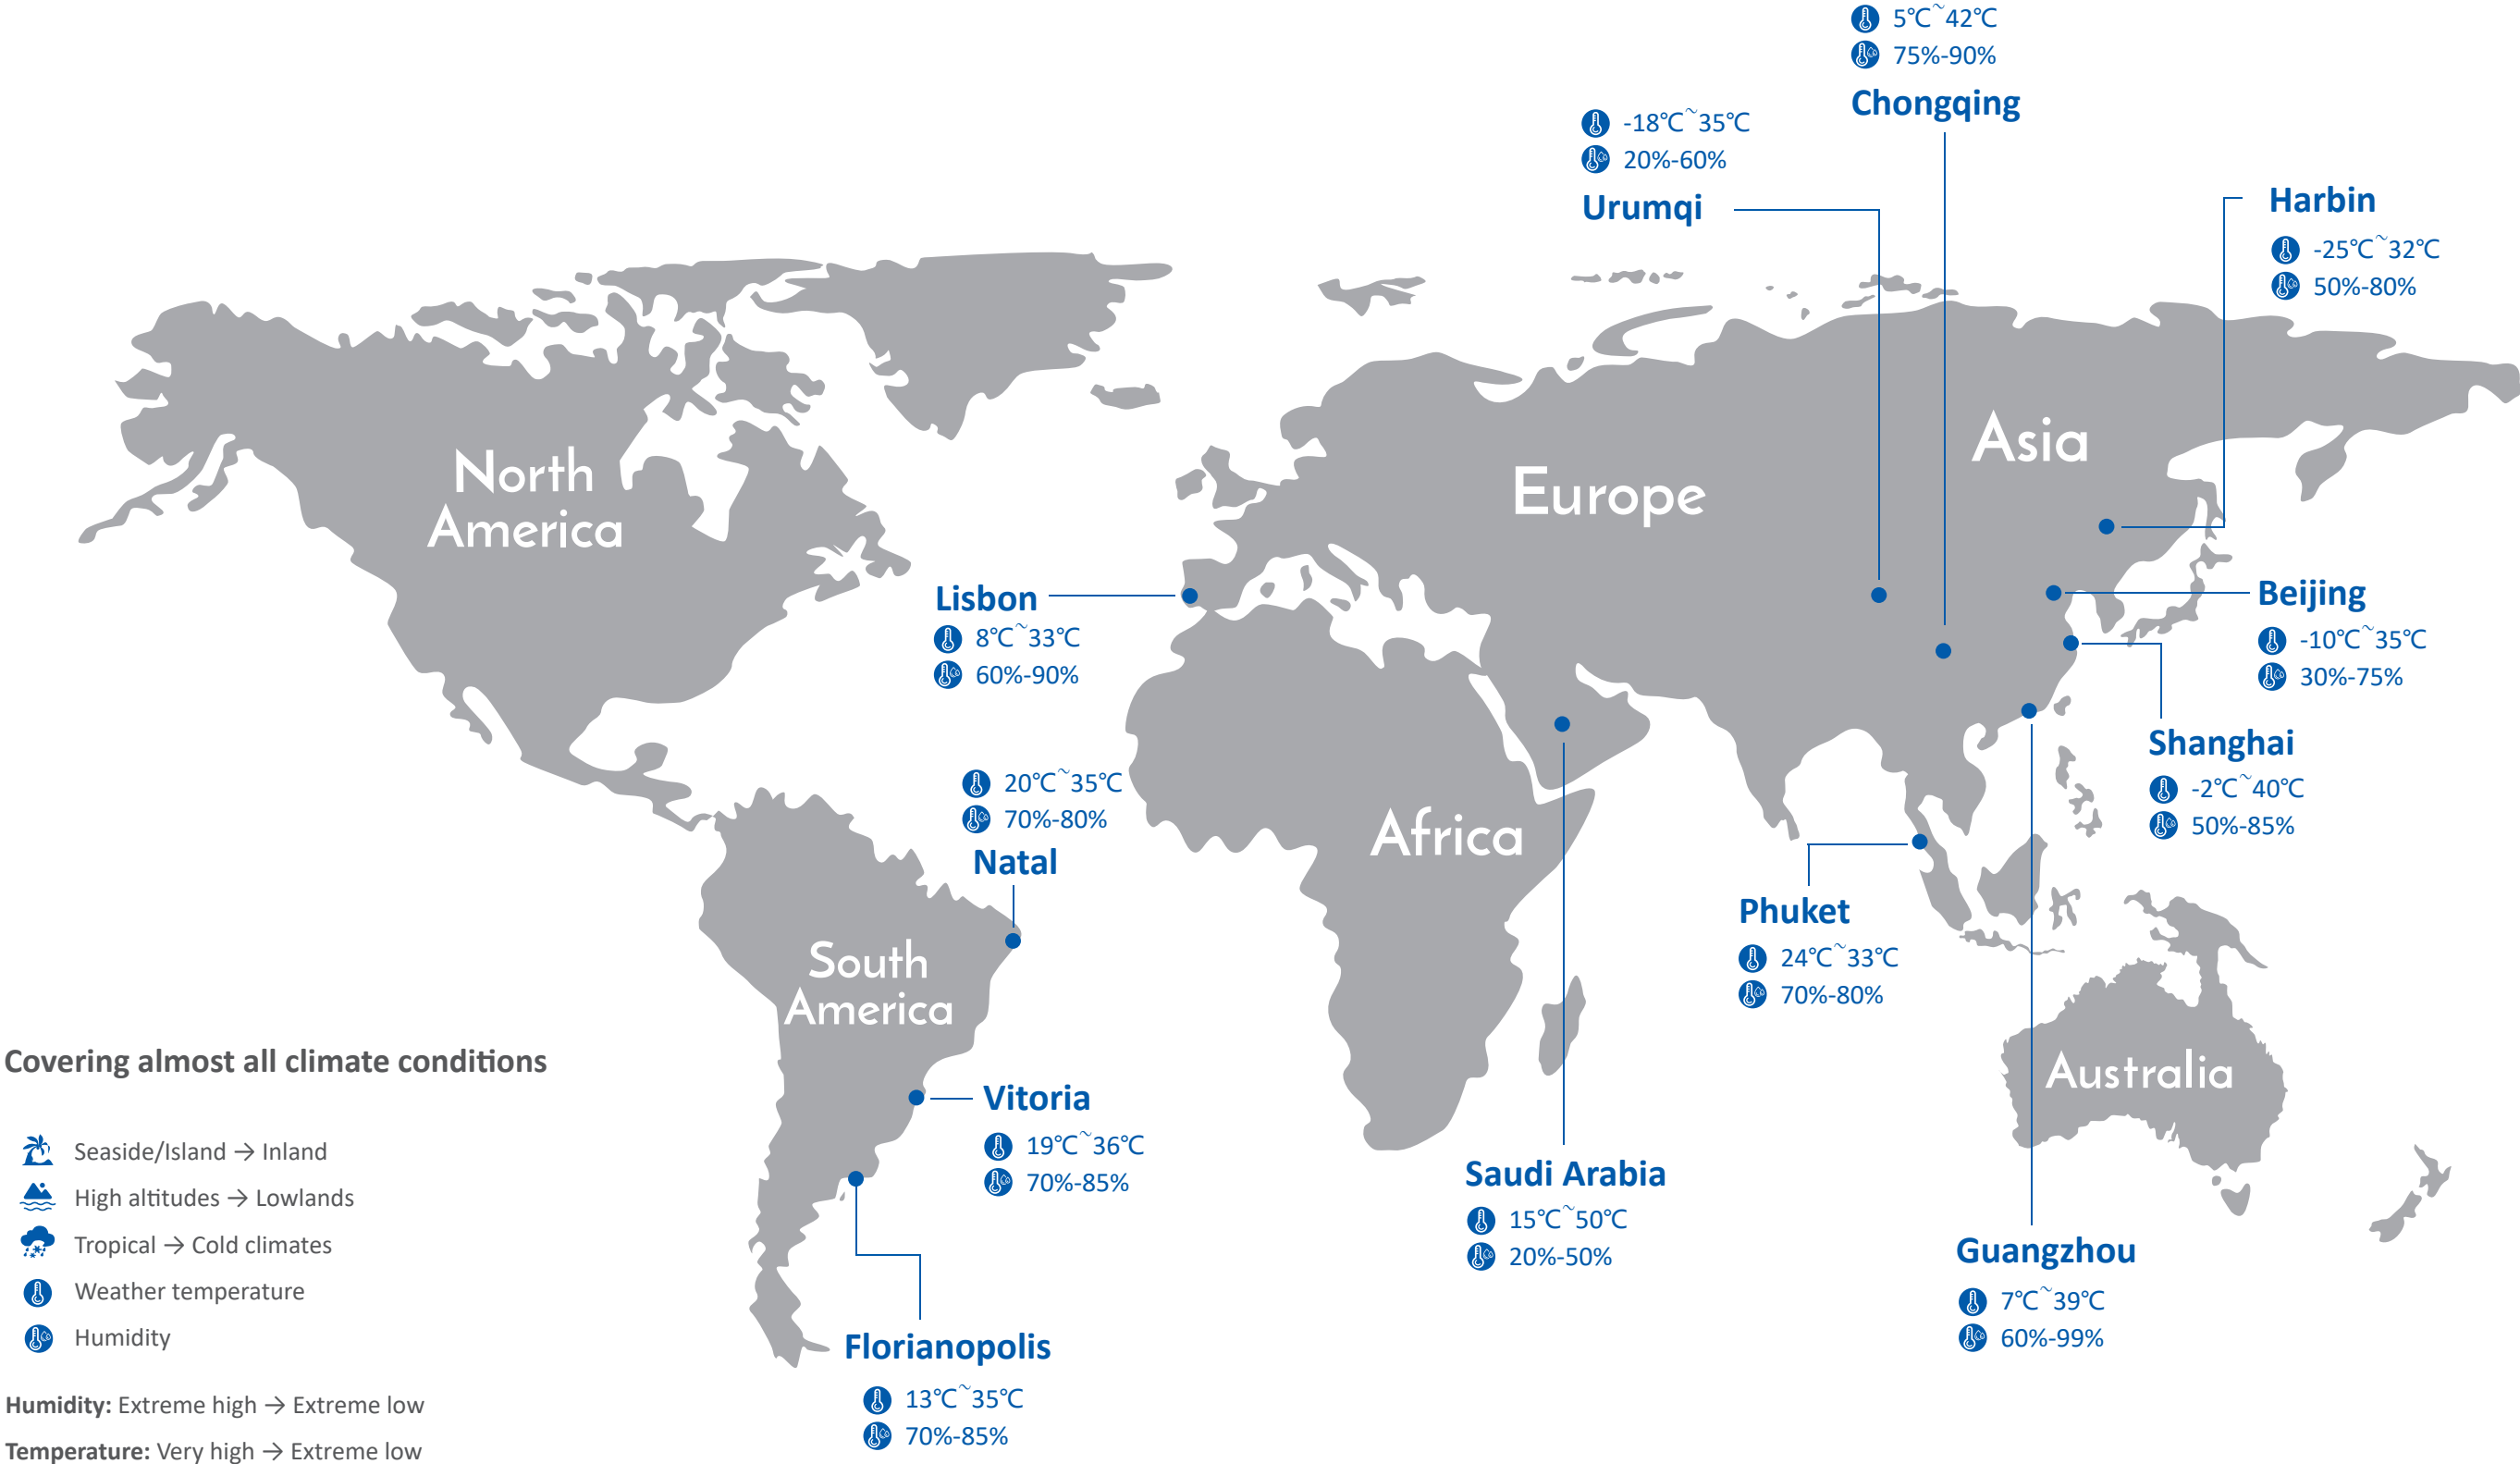 5℃~42℃
75%-90%
Chongqing
-18℃~35℃
20%-60%
Urumqi
Harbin
-25℃~32℃
50%-80%
North
America
Asia
Europe
Lisbon
8℃~33℃
60%-90%
Beijing
-10℃~35℃
30%-75%
Shanghai
-2℃~40℃
50%-85%
20℃~35℃
70%-80%
Natal
Africa
Phuket
24℃~33℃
70%-80%
South
America
Australia
Vitoria
19℃~36℃
70%-85%
Saudi Arabia
15℃~50℃
20%-50%
Guangzhou
7℃~39℃
60%-99%
Florianopolis
13℃~35℃
70%-85%
Covering almost all climate conditions
Seaside/Island → Inland
High altitudes → Lowlands
Tropical → Cold climates
Weather temperature
Humidity
Humidity: Extreme high → Extreme low
Temperature: Very high → Extreme low